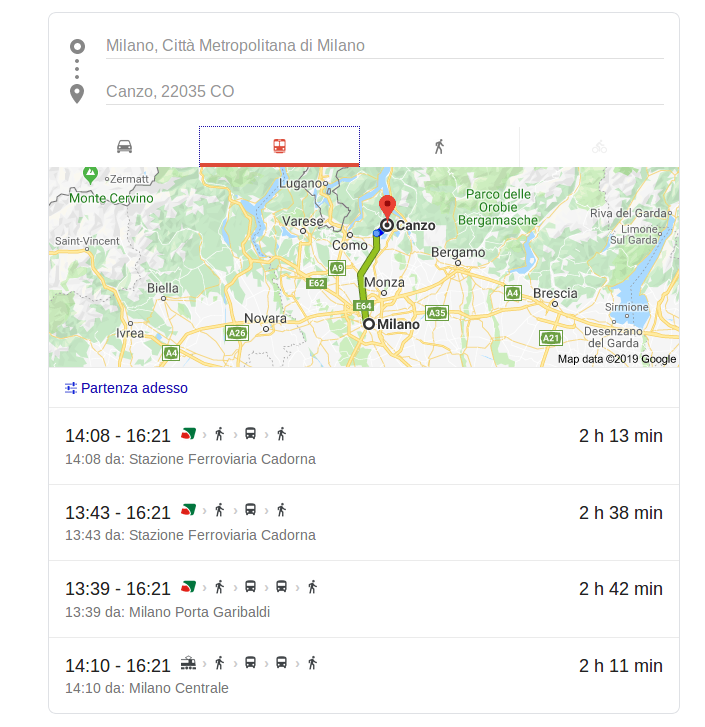 Milano, Città Metropolitana di Milano
Canzo, 22035 CO
Zermatt
Monte Cervino
Lugano
Parco delle
Orobie
Bergamasche
Riva del Garda
Varese
Canzo
Limone
Sul Garda
Saint-Vincent
Como
Bergamo
A9
E62
Monza
Biella
A4
Brescia
E64
Sirmione
A35
Novara
Milano
Ivrea
A26
Desenzano
del Garda
A21
A4
Map data ©2019 Google
Partenza adesso
14:08 - 16:21 › › › 2 h 13 min
14:08 da: Stazione Ferroviaria Cadorna
13:43 - 16:21 › › › 2 h 38 min
13:43 da: Stazione Ferroviaria Cadorna
13:39 - 16:21 › › › › 2 h 42 min
13:39 da: Milano Porta Garibaldi
14:10 - 16:21 › › › › 2 h 11 min
14:10 da: Milano Centrale